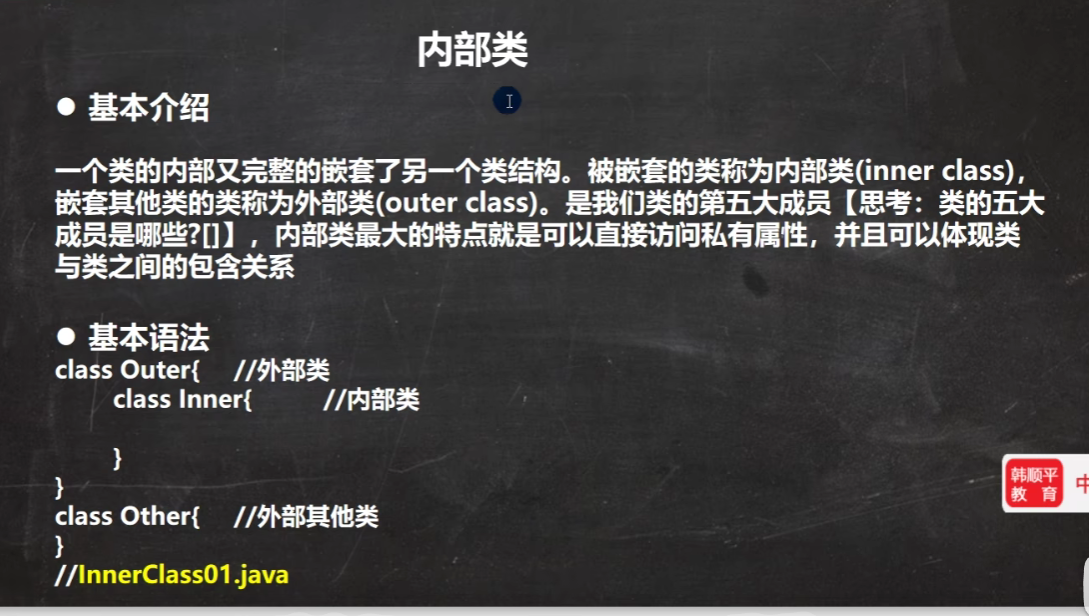 内部类
● 基本介绍
一个类的内部又完整的嵌套了另一个类结构。被嵌套的类称为内部类(inner class)，
嵌套其他类的类称为外部类(outer class)。是我们类的第五大成员【思考：类的五大
成员是哪些?[]】，内部类最大的特点就是可以直接访问私有属性，并且可以体现类
与类之间的包含关系
● 基本语法
class Outer{ //外部类
class Inner{ //内部类
}
}
class Other{ //外部其他类
}
//InnerClass01.java
韩顺平
教 育
中